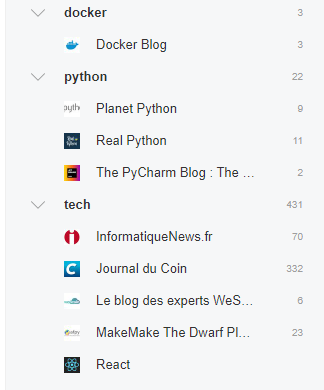 docker 3
Docker Blog 3
python 22
Planet Python 9
Real Python 11
The PyCharm Blog : The ... 2
tech 431
InformatiqueNews.fr 70
Journal du Coin 332
Le blog des experts WeS... 6
MakeMake The Dwarf Pl... 23
React